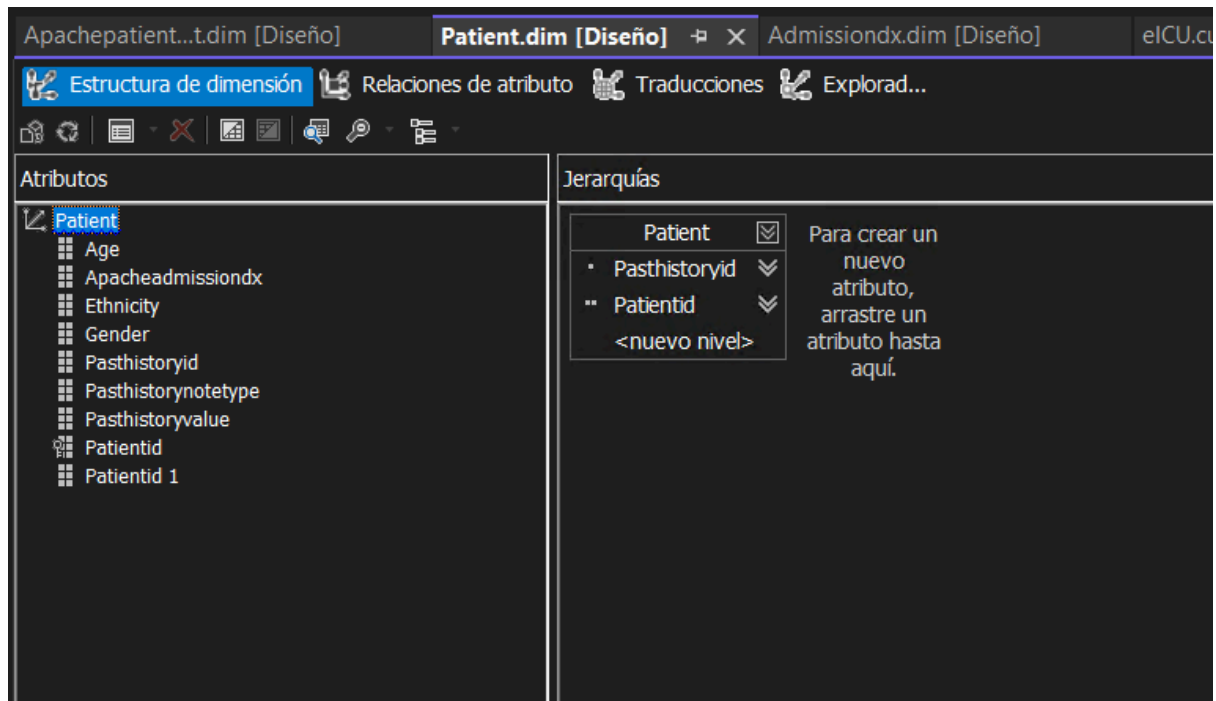 Apachepatient...t.dim [Diseño]
Patient.dim [Diseño]
Admissiondx.dim [Diseño]
eICU.cu
Estructura de dimensión
Relaciones de atributo
Traducciones
Explorad...
Atributos
Patient
Age
Apacheadmissiondx
Ethnicity
Gender
Pasthistoryid
Pasthistorynotetype
Pasthistoryvalue
Patientid
Patientid 1
Jerarquías
Patient
Pasthistoryid
Patientid
<nuevo nivel>
Para crear un
nuevo
atributo,
arrastre un
atributo hasta
aquí.